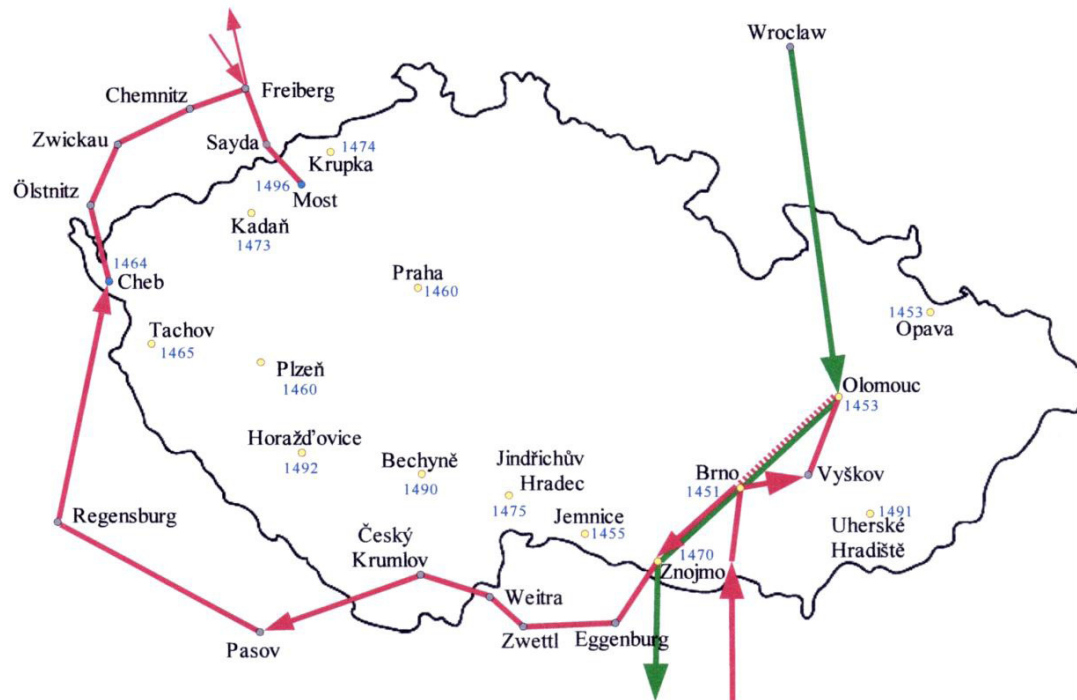 Wroclaw
Freiberg
Chemnitz
Zwickau
Sayda
1474
Krupka
Ölstnitz
1496
Most
Kadaň
1473
1464
Cheb
Praha
1460
1453
Opava
Tachov
1465
Plzeň
1460
Olomouc
1453
Horažďovice
1492
Bechyně
1490
Jindřichův
Hradec
1475
Brno
1451
Vyškov
Regensburg
Jemnice
1455
1491
Uherské
Hradiště
Český
Krumlov
1470
Znojmo
Weitra
Pasov
Zwettl
Eggenburg